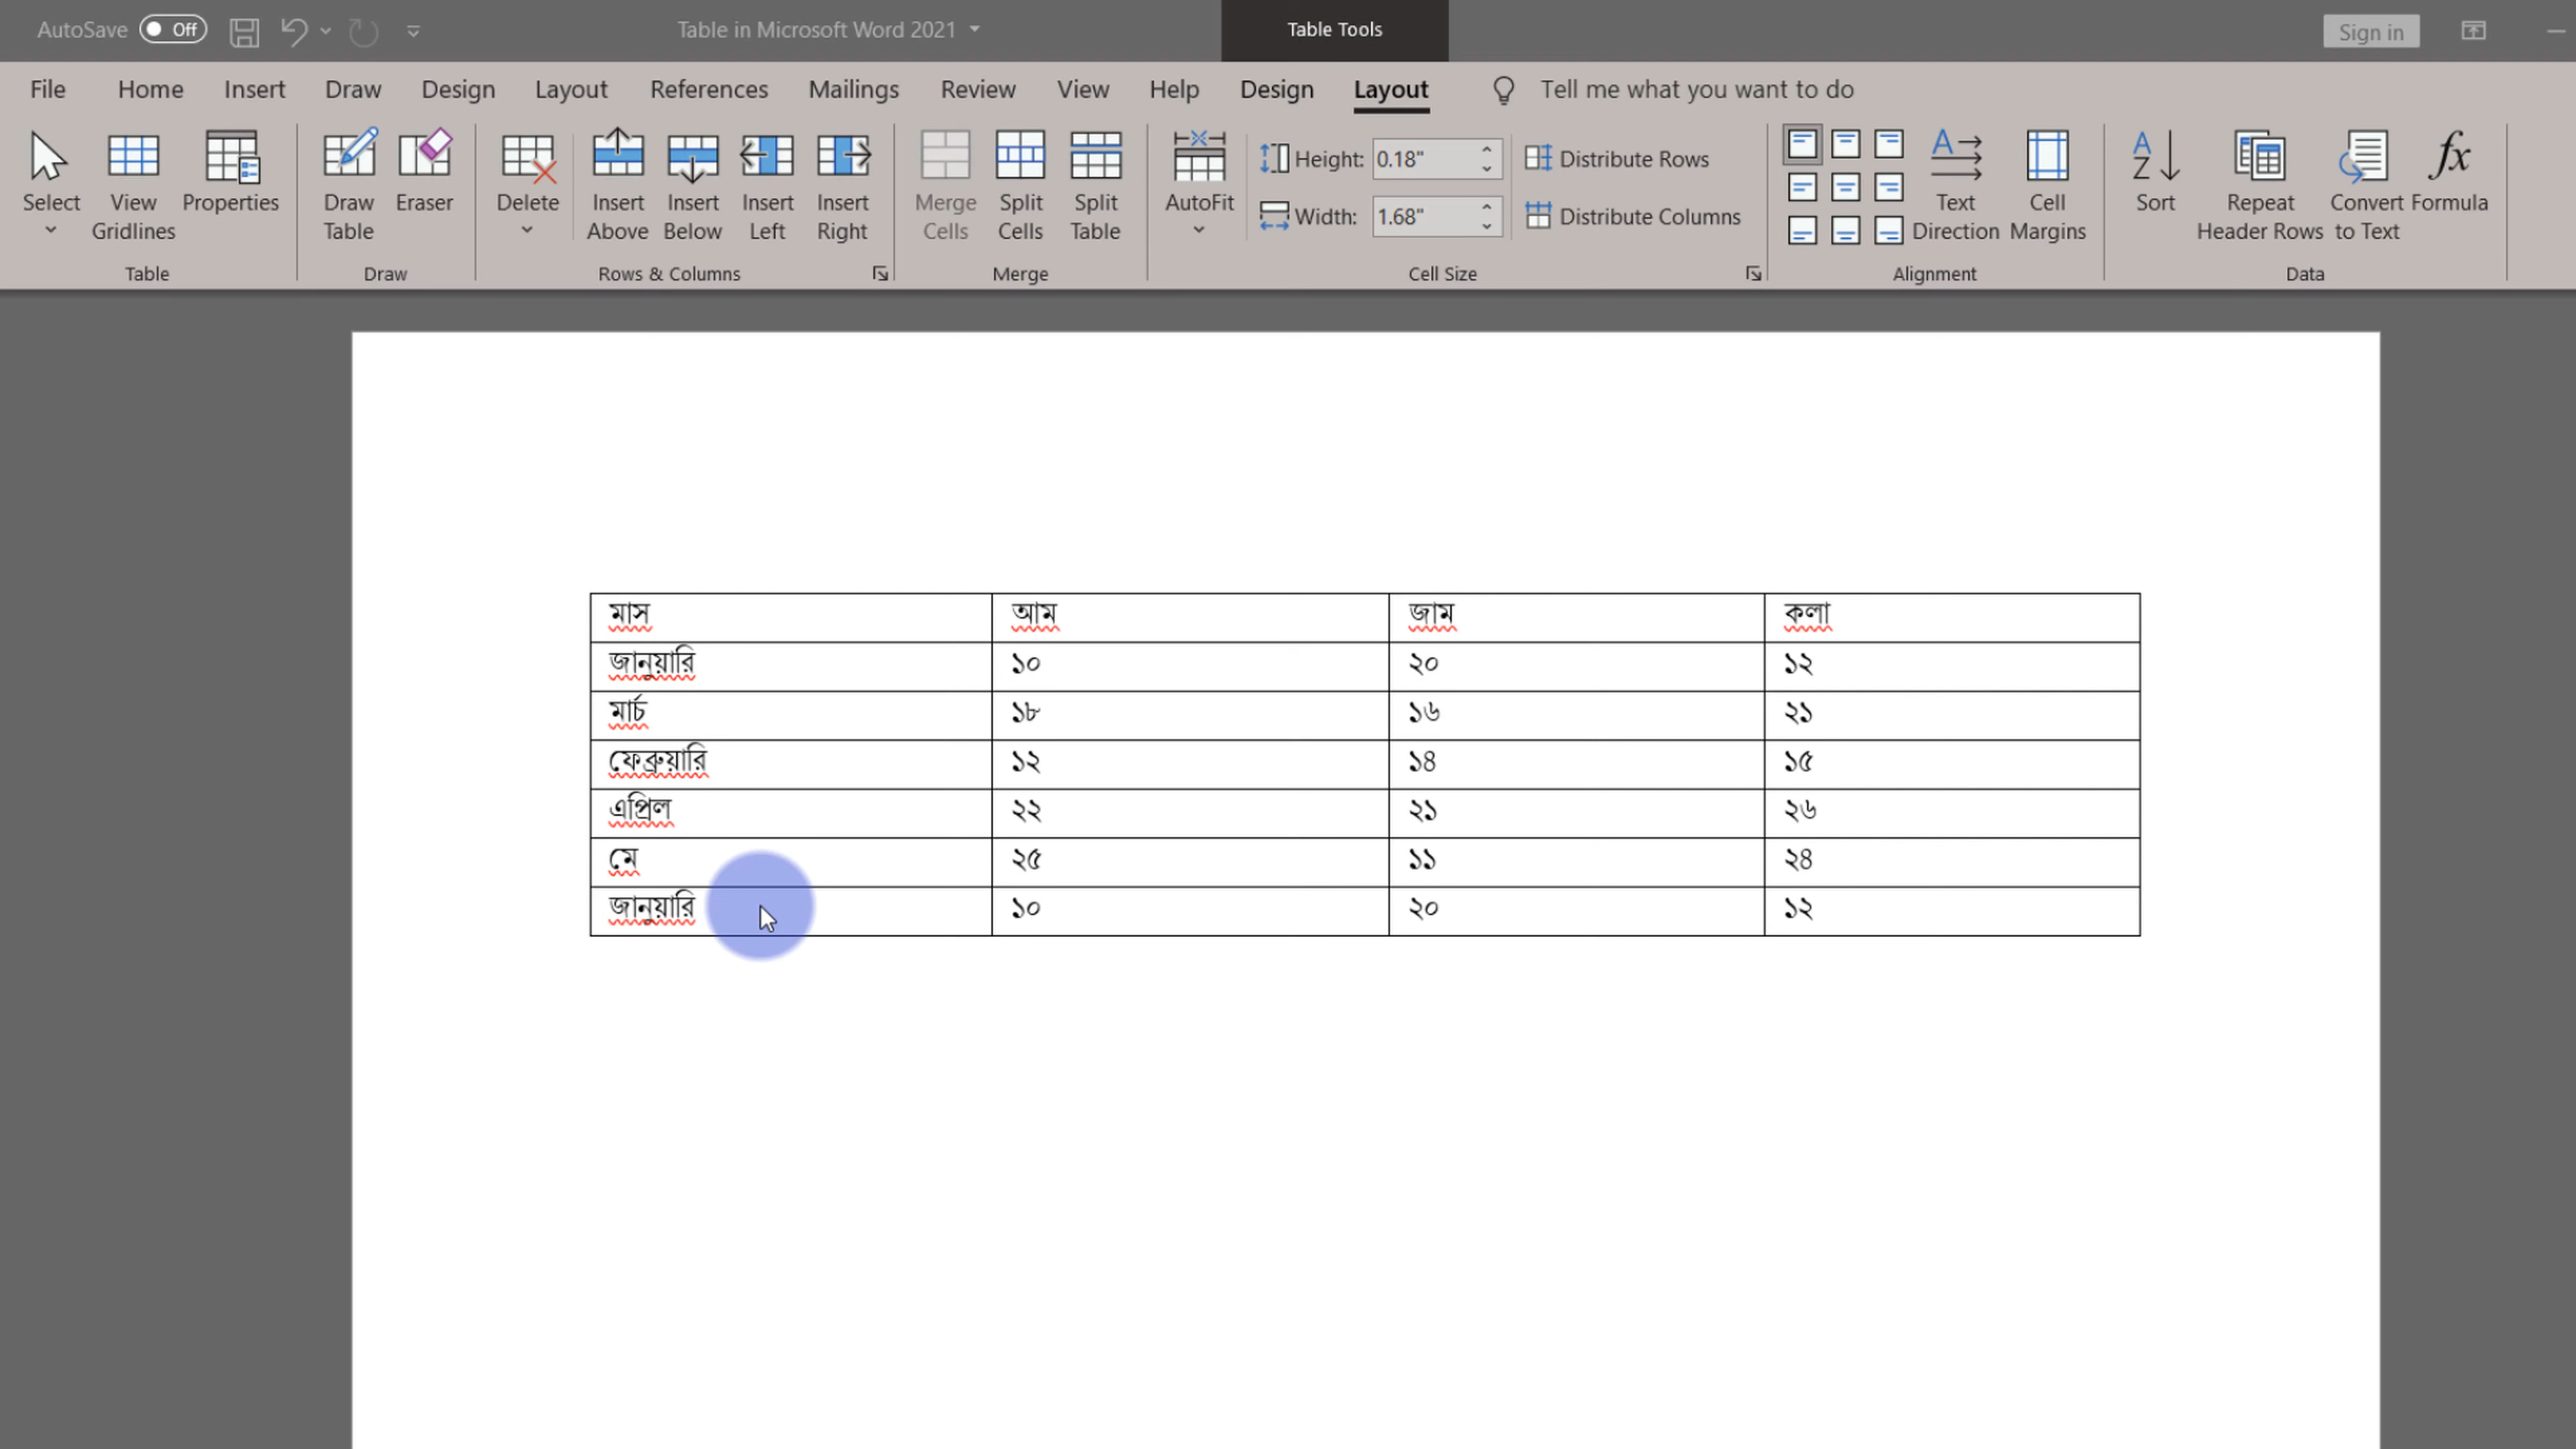 AutoSave Off Table in Microsoft Word 2021 Table Tools Sign in
File Home Insert Draw Design Layout References Mailings Review View Help Design Layout Tell me what you want to do
Select View Gridlines Properties Draw Table Eraser Delete Insert Above Insert Below Insert Left Insert Right Merge Cells Split Cells Split Table AutoFit Height: 0.18" Width: 1.68" Distribute Rows Distribute Columns Text Direction Cell Margins Sort Repeat Header Rows Convert to Text Formula
Table Draw Rows & Columns Merge Cell Size Alignment Data
মাস আম জাম কলা
জানুয়ারি ১০ ২০ ১২
মার্চ ১৮ ১৬ ২১
ফেব্রুয়ারি ১২ ১৪ ১৫
এপ্রিল ২২ ২১ ২৬
মে ২৫ ১১ ২৪
জানুয়ারি ১০ ২০ ১২